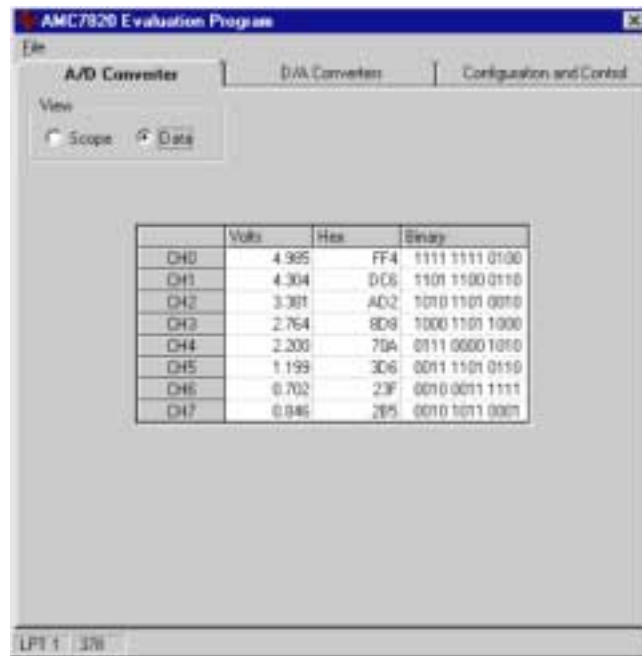 AMC7820 Evaluation Program
File
A/D Converter D/A Converters Configuration and Control
View
Scope Data
Volts Hex Binary
CH0 4.985 FF4 1111 1111 0100
CH1 4.304 DC6 1101 1100 0110
CH2 3.381 AD2 1010 1101 0010
CH3 2.764 8D8 1000 1101 1000
CH4 2.200 70A 0111 0000 1010
CH5 1.199 3D6 0011 1101 0110
CH6 0.702 23F 0010 0011 1111
CH7 0.846 2B5 0010 1011 0001
LPT 1 378